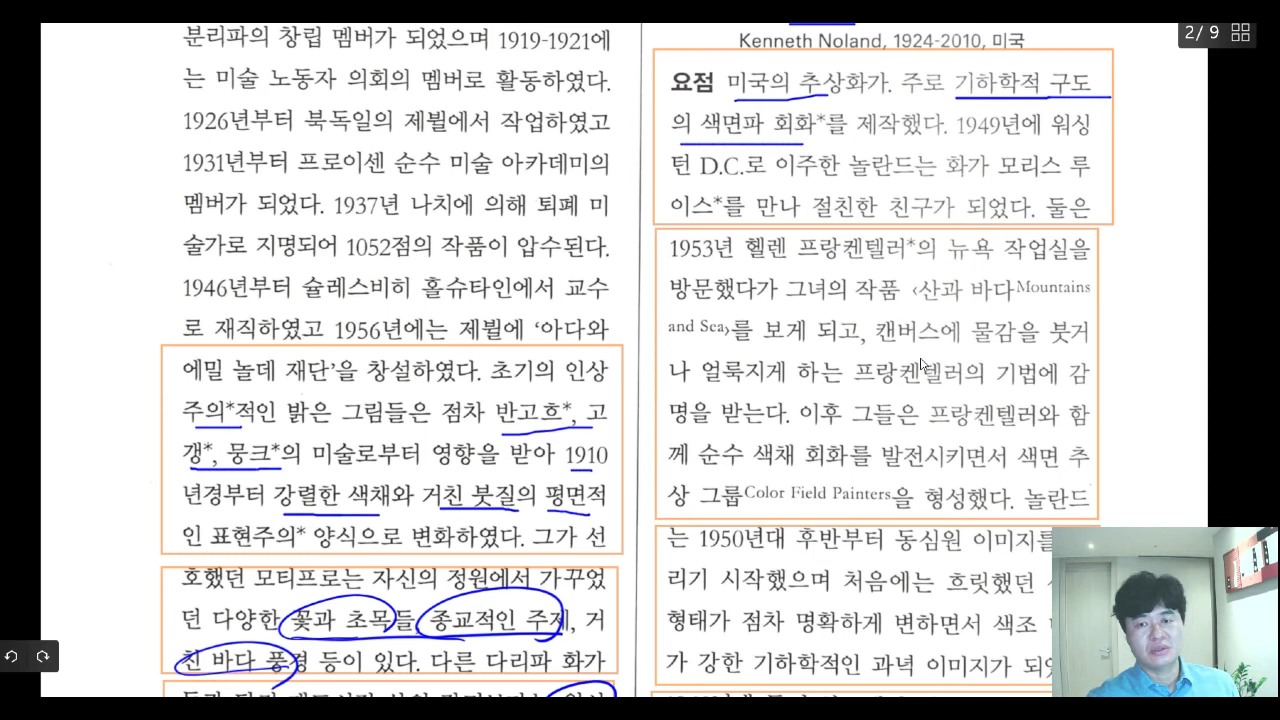 분리파의 창립 멤버가 되었으며 1919-1921에
는 미술 노동자 의회의 멤버로 활동하였다.
1926년부터 북독일의 제뷜에서 작업하였고
1931년부터 프로이센 순수 미술 아카데미의
멤버가 되었다. 1937년 나치에 의해 퇴폐 미
술가로 지명되어 1052점의 작품이 압수된다.
1946년부터 슐레스비히 홀슈타인에서 교수
로 재직하였고 1956년에는 제뷜에 ‘아다와
에밀 놀데 재단’을 창설하였다. 초기의 인상
주의*적인 밝은 그림들은 점차 반고흐*, 고
갱*, 뭉크*의 미술로부터 영향을 받아 1910
년경부터 강렬한 색채와 거친 붓질의 평면적
인 표현주의* 양식으로 변화하였다. 그가 선
호했던 모티프로는 자신의 정원에서 가꾸었
던 다양한 꽃과 초목들, 종교적인 주제, 거
친 바다 풍경 등이 있다. 다른 다리파 화가
Kenneth Noland, 1924-2010, 미국
요점 미국의 추상화가. 주로 기하학적 구도
의 색면파 회화*를 제작했다. 1949년에 워싱
턴 D.C.로 이주한 놀란드는 화가 모리스 루
이스*를 만나 절친한 친구가 되었다. 둘은
1953년 헬렌 프랑켄텔러*의 뉴욕 작업실을
방문했다가 그녀의 작품 ‹산과 바다Mountains
and Sea›를 보게 되고, 캔버스에 물감을 붓거
나 얼룩지게 하는 프랑켄텔러의 기법에 감
명을 받는다. 이후 그들은 프랑켄텔러와 함
께 순수 색채 회화를 발전시키면서 색면 추
상 그룹Color Field Painters을 형성했다. 놀란드
는 1950년대 후반부터 동심원 이미지를
리기 시작했으며 처음에는 흐릿했던
형태가 점차 명확하게 변하면서 색조
가 강한 기하학적인 과녁 이미지가
2/ 9